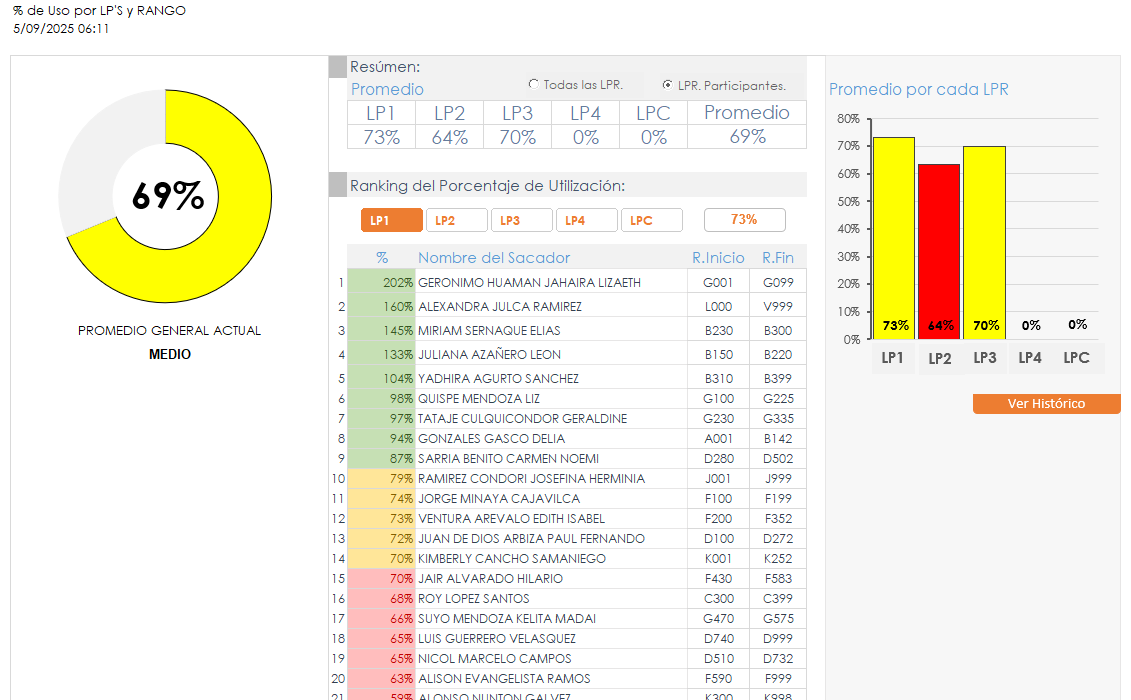 % de Uso por LP'S y RANGO
5/09/2025 06:11
69%
PROMEDIO GENERAL ACTUAL
MEDIO
Resúmen:
Promedio
Todas las LPR. LPR. Participantes.
LP1 LP2 LP3 LP4 LPC Promedio
73% 64% 70% 0% 0% 69%
Ranking del Porcentaje de Utilización:
LP1 LP2 LP3 LP4 LPC 73%
% Nombre del Sacador R.Inicio R.Fin
1 202% GERONIMO HUAMAN JAHAIRA LIZAETH G001 G099
2 160% ALEXANDRA JULCA RAMIREZ L000 V999
3 145% MIRIAM SERNAQUE ELIAS B230 B300
4 133% JULIANA AZAÑERO LEON B150 B220
5 104% YADHIRA AGURTO SANCHEZ B310 B399
6 98% QUISPE MENDOZA LIZ G100 G225
7 97% TATAJE CULQUICONDOR GERALDINE G230 G335
8 94% GONZALES GASCO DELIA A001 B142
9 87% SARRIA BENITO CARMEN NOEMI D280 D502
10 79% RAMIREZ CONDORI JOSEFINA HERMINIA J001 J999
11 74% JORGE MINAYA CAJAVILCA F100 F199
12 73% VENTURA AREVALO EDITH ISABEL F200 F352
13 72% JUAN DE DIOS ARBIZA PAUL FERNANDO D100 D272
14 70% KIMBERLY CANCHO SAMANIEGO K001 K252
15 70% JAIR ALVARADO HILARIO F430 F583
16 68% ROY LOPEZ SANTOS C300 C399
17 66% SUYO MENDOZA KELITA MADAI G470 G575
18 65% LUIS GUERRERO VELASQUEZ D740 D999
19 65% NICOL MARCELO CAMPOS D510 D732
20 63% ALISON EVANGELISTA RAMOS F590 F999
21 59% ALONSO NUNTON GALVEZ K300 K998
Promedio por cada LPR
80%
70%
60%
50%
40%
30%
20%
10%
0%
73% 64% 70% 0% 0%
LP1 LP2 LP3 LP4 LPC
Ver Histórico